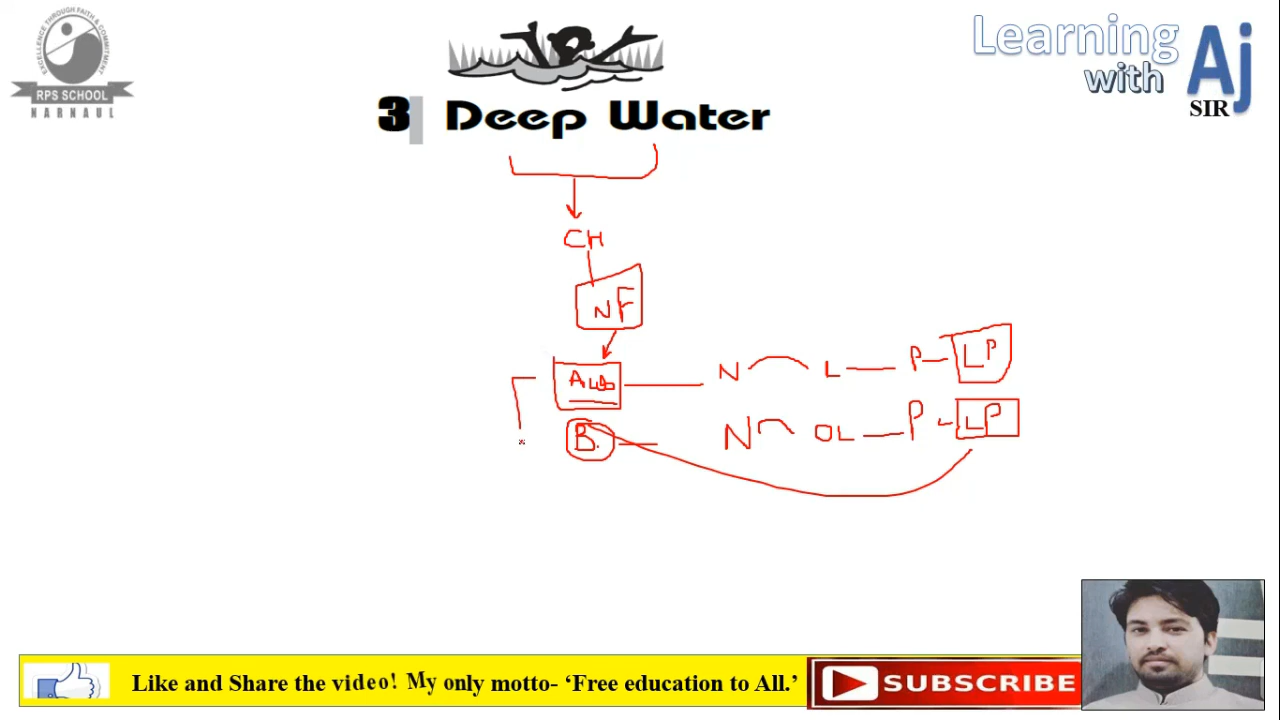 EXCELLENCE THROUGH FAITH & COMMITMENT
RPS SCHOOL
NARNAUL
Learning
with
Aj
SIR
3 Deep Water
CH
NF
N L P LP
B. N OL P LP
Like and Share the video! My only motto- ‘Free education to All.’
SUBSCRIBE